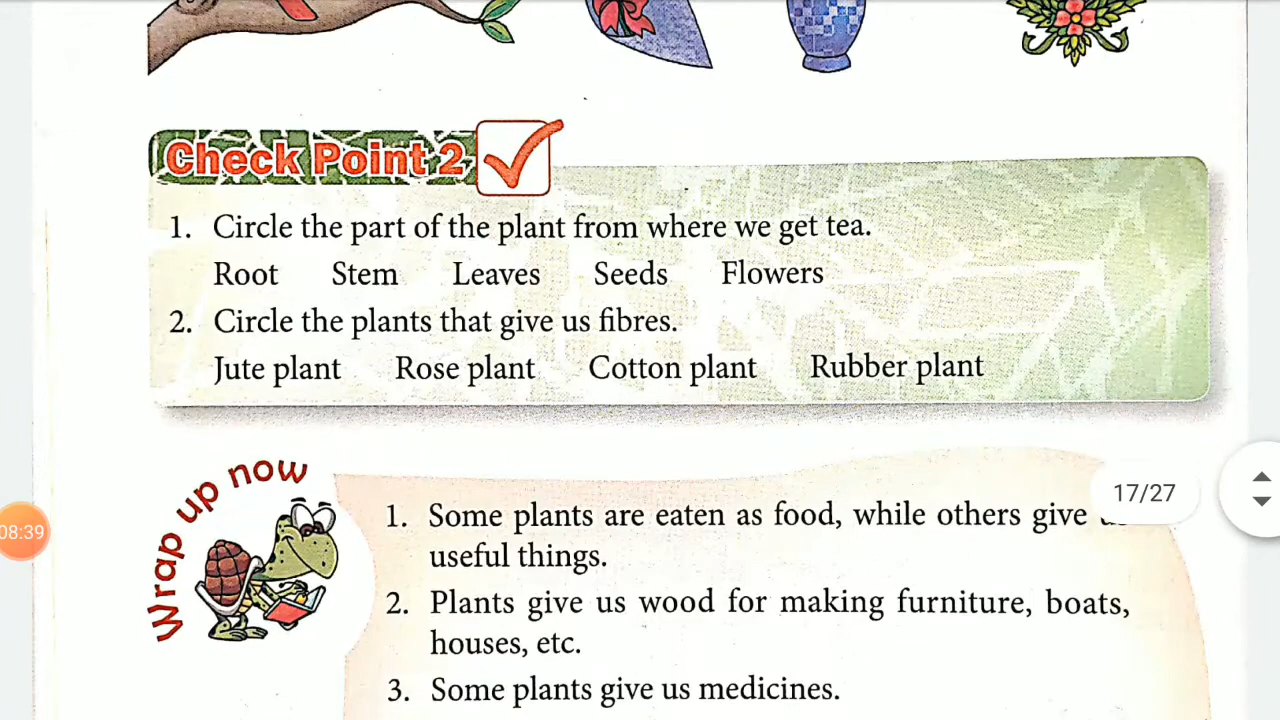 Check Point 2
1. Circle the part of the plant from where we get tea.
Root Stem Leaves Seeds Flowers
2. Circle the plants that give us fibres.
Jute plant Rose plant Cotton plant Rubber plant
Wrap up now
17/27
08:39
1. Some plants are eaten as food, while others give
useful things.
2. Plants give us wood for making furniture, boats,
houses, etc.
3. Some plants give us medicines.